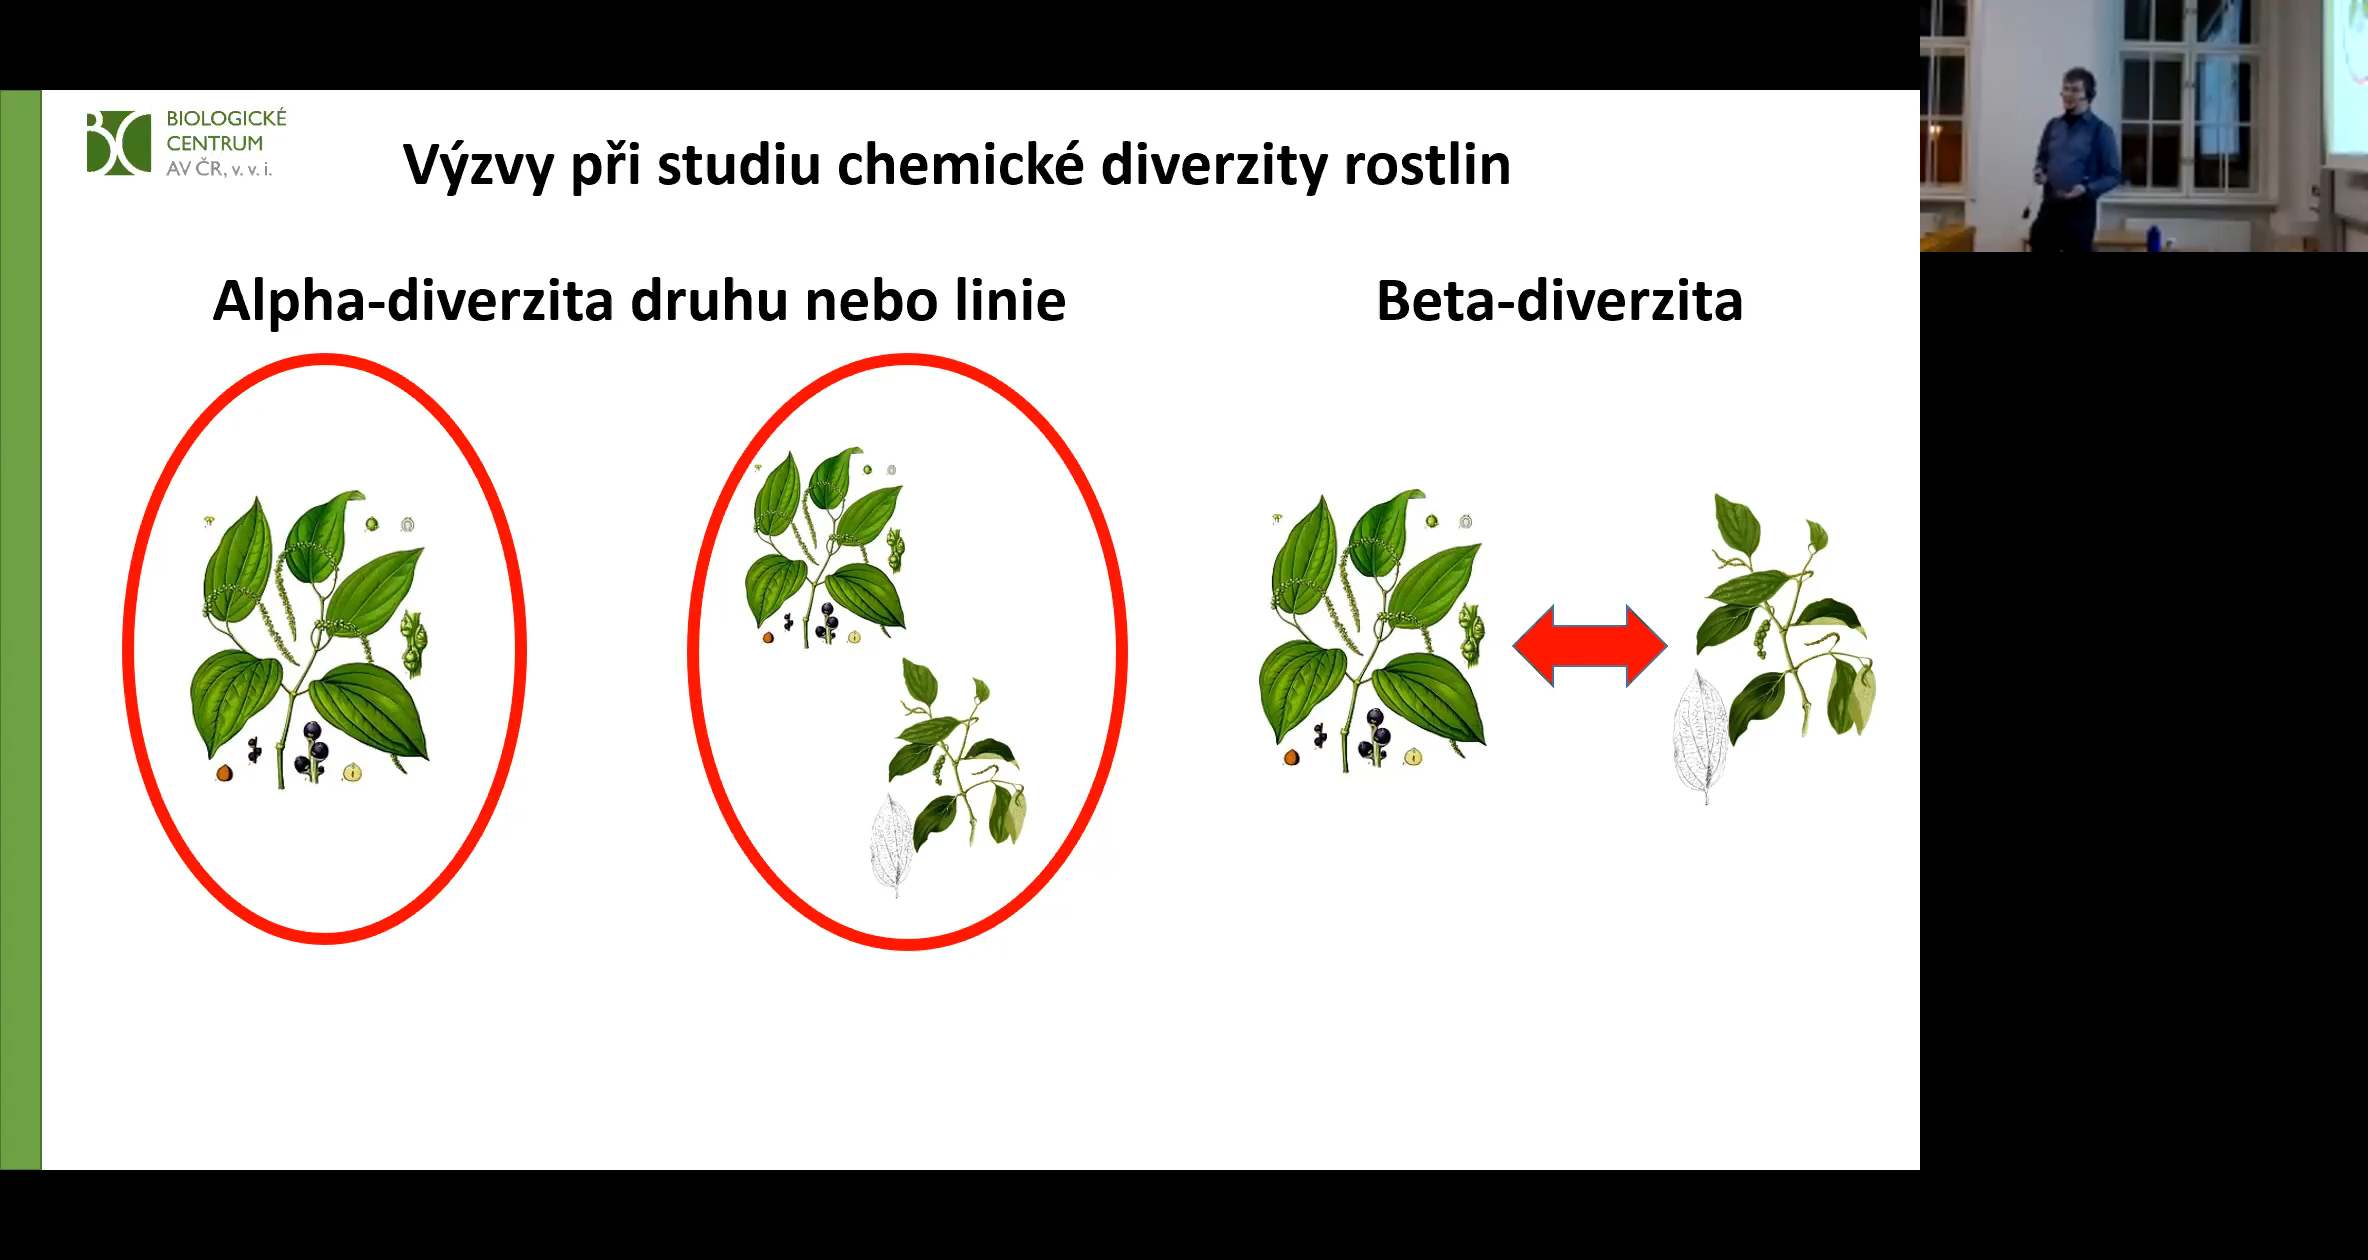 BIOLOGICKÉ
CENTRUM
AV ČR, v. v. i.
Výzvy při studiu chemické diverzity rostlin
Alpha-diverzita druhu nebo linie
Beta-diverzita